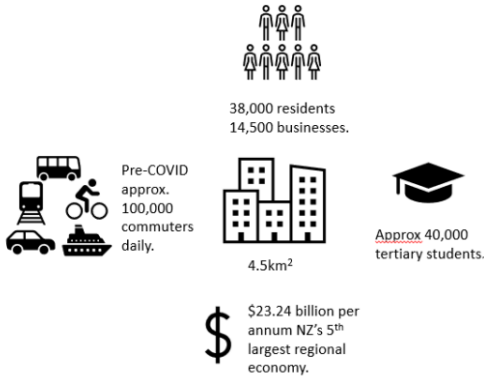 38,000 residents
14,500 businesses.
Pre-COVID
approx.
100,000
commuters
daily.
4.5km²
Approx 40,000
tertiary students.
$
$23.24 billion per
annum NZ's 5th
largest regional
economy.